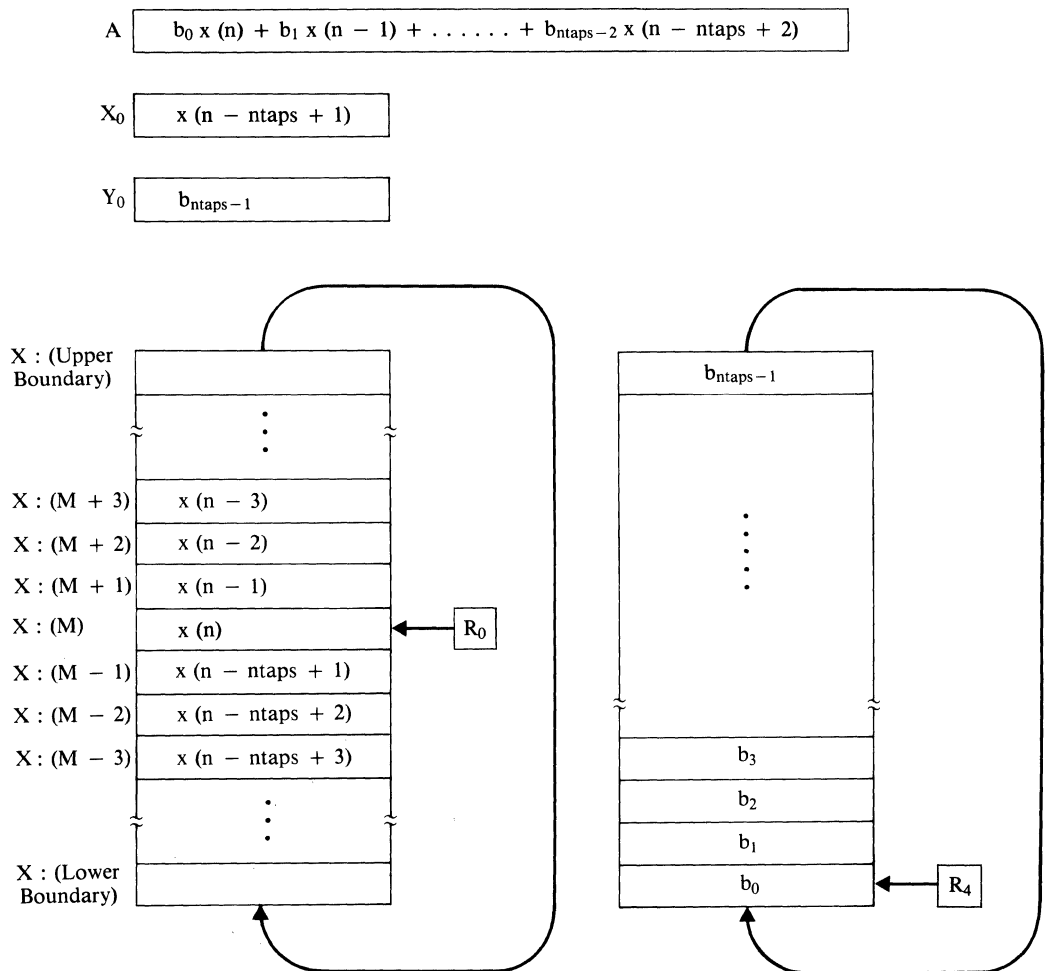 A b₀ x (n) + b₁ x (n − 1) + . . . . . . + bₙₜₐₚₛ₋₂ x (n − ntaps + 2)
X₀ x (n − ntaps + 1)
Y₀ bₙₜₐₚₛ₋₁
X : (Upper Boundary)
bₙₜₐₚₛ₋₁
X : (M + 3) x (n − 3)
X : (M + 2) x (n − 2)
X : (M + 1) x (n − 1)
X : (M) x (n) R₀
X : (M − 1) x (n − ntaps + 1)
X : (M − 2) x (n − ntaps + 2)
X : (M − 3) x (n − ntaps + 3)
b₃
b₂
b₁
X : (Lower Boundary)
b₀ R₄